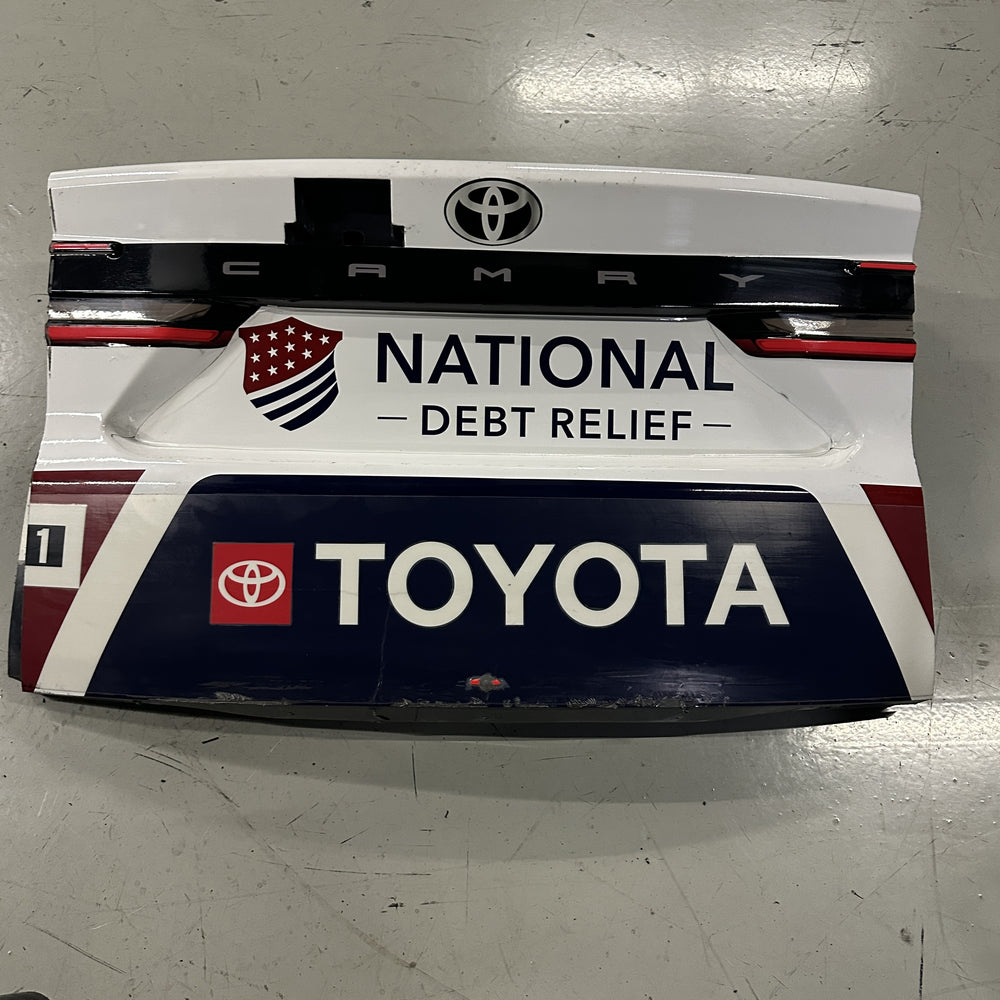 CAMRY
NATIONAL
DEBT RELIEF
1
TOYOTA